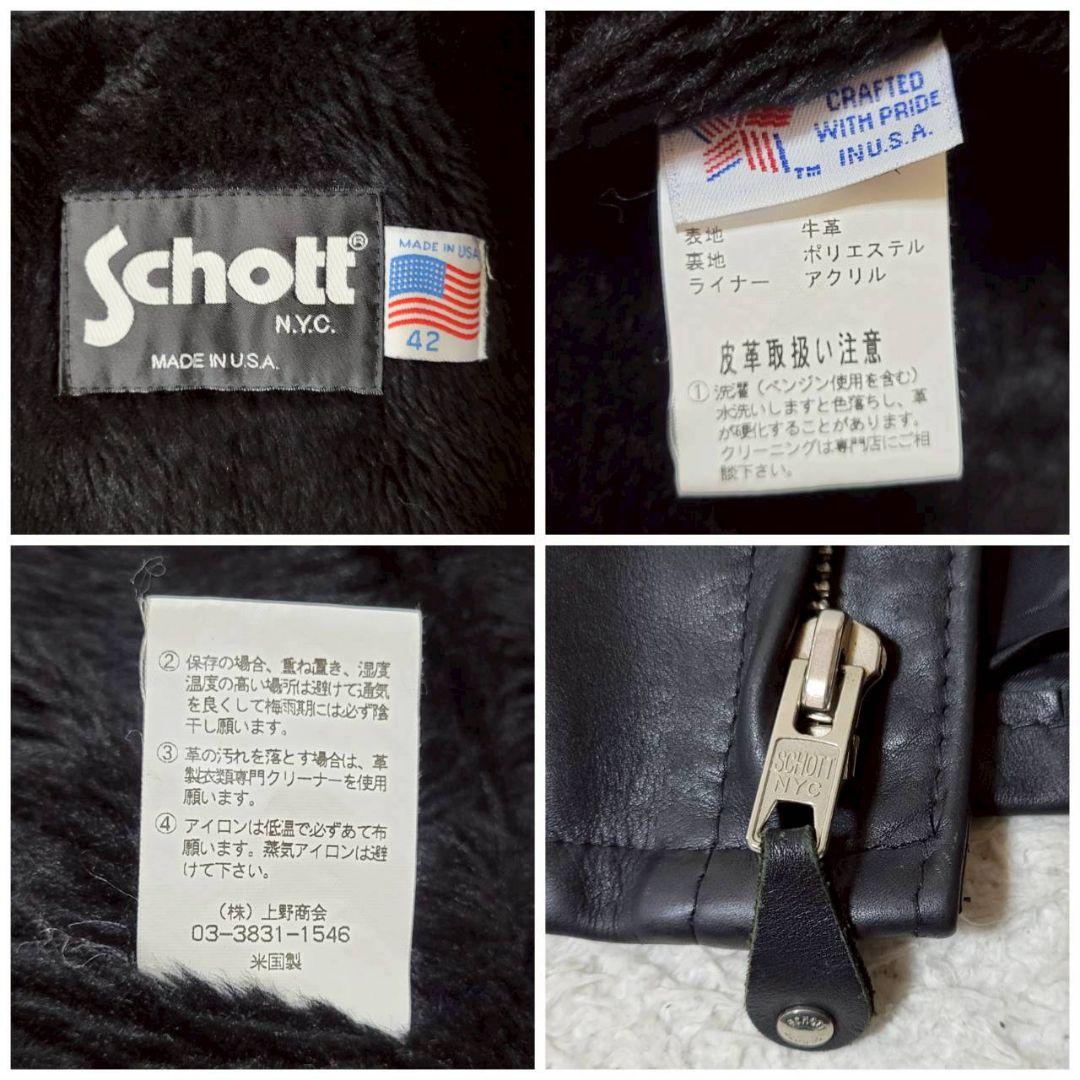 Schott®
N.Y.C.
MADE IN U.S.A.
MADE IN USA
42
CRAFTED
WITH PRIDE
IN U.S.A.
TM
表地 牛革
裏地 ポリエステル
ライナー アクリル
皮革取扱い注意
① 洗濯（ベンジン使用を含む）
水洗いしますと色落ちし、革
が硬化することがあります。
クリーニングは専門店にご相
談下さい。
② 保存の場合、重ね置き、湿度
温度の高い場所は避けて通気
を良くして梅雨期には必ず陰
干し願います。
③ 革の汚れを落とす場合は、革
製衣類専門クリーナーを使用
願います。
④ アイロンは低温で必ずあて布
願います。蒸気アイロンは避
けて下さい。
（株）上野商会
03-3831-1546
米国製
SCHOTT
NYC